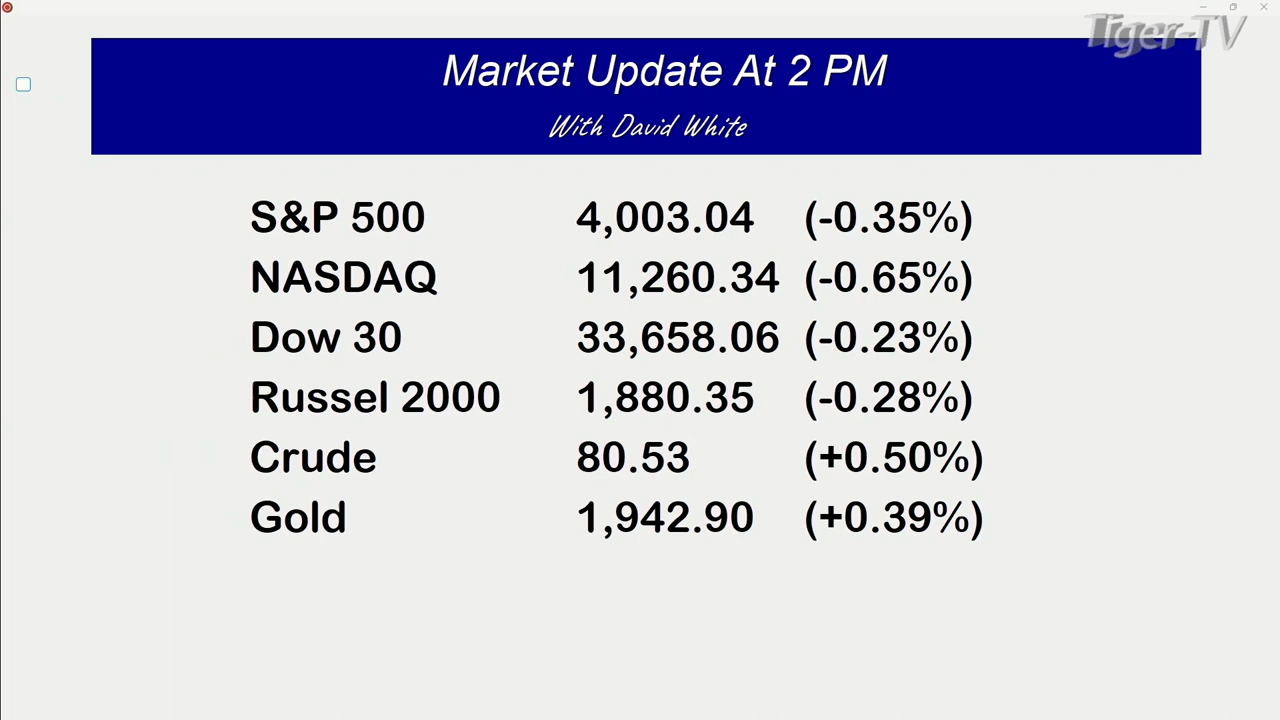 Tiger-TV
Market Update At 2 PM
With David White
S&P 500 4,003.04 (-0.35%)
NASDAQ 11,260.34 (-0.65%)
Dow 30 33,658.06 (-0.23%)
Russel 2000 1,880.35 (-0.28%)
Crude 80.53 (+0.50%)
Gold 1,942.90 (+0.39%)